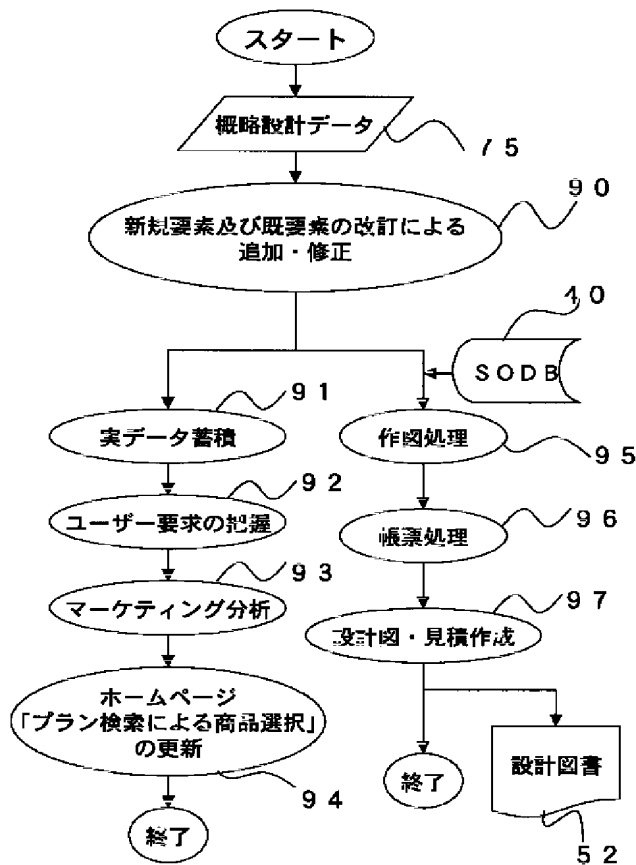 スタート
概略設計データ
75
90
新規要素及び既要素の改訂による
追加・修正
40
SODB
91
実データ蓄積
作図処理
95
92
ユーザー要求の把握
帳票処理
96
93
マーケティング分析
設計図・見積作成
97
ホームページ
「プラン検索による商品選択」
の更新
94
終了
終了
設計図書
52